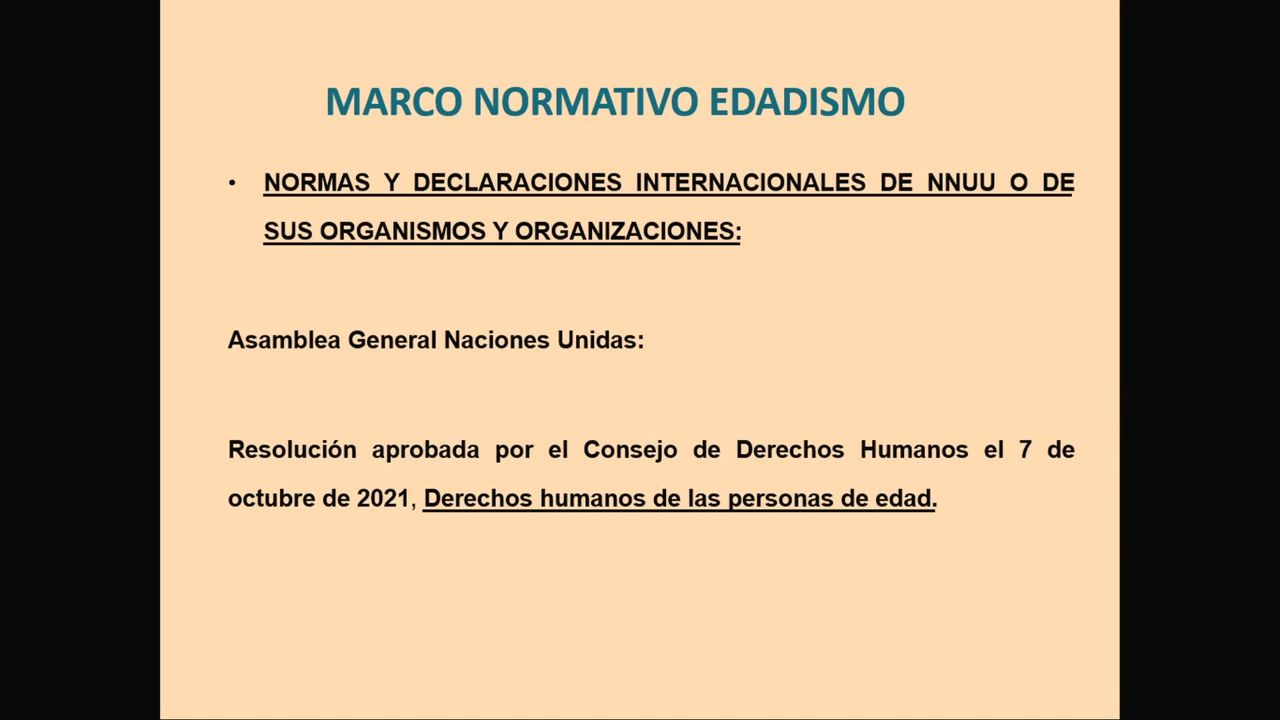 MARCO NORMATIVO EDADISMO
• NORMAS Y DECLARACIONES INTERNACIONALES DE NNUU O DE
SUS ORGANISMOS Y ORGANIZACIONES:
Asamblea General Naciones Unidas:
Resolución aprobada por el Consejo de Derechos Humanos el 7 de
octubre de 2021, Derechos humanos de las personas de edad.